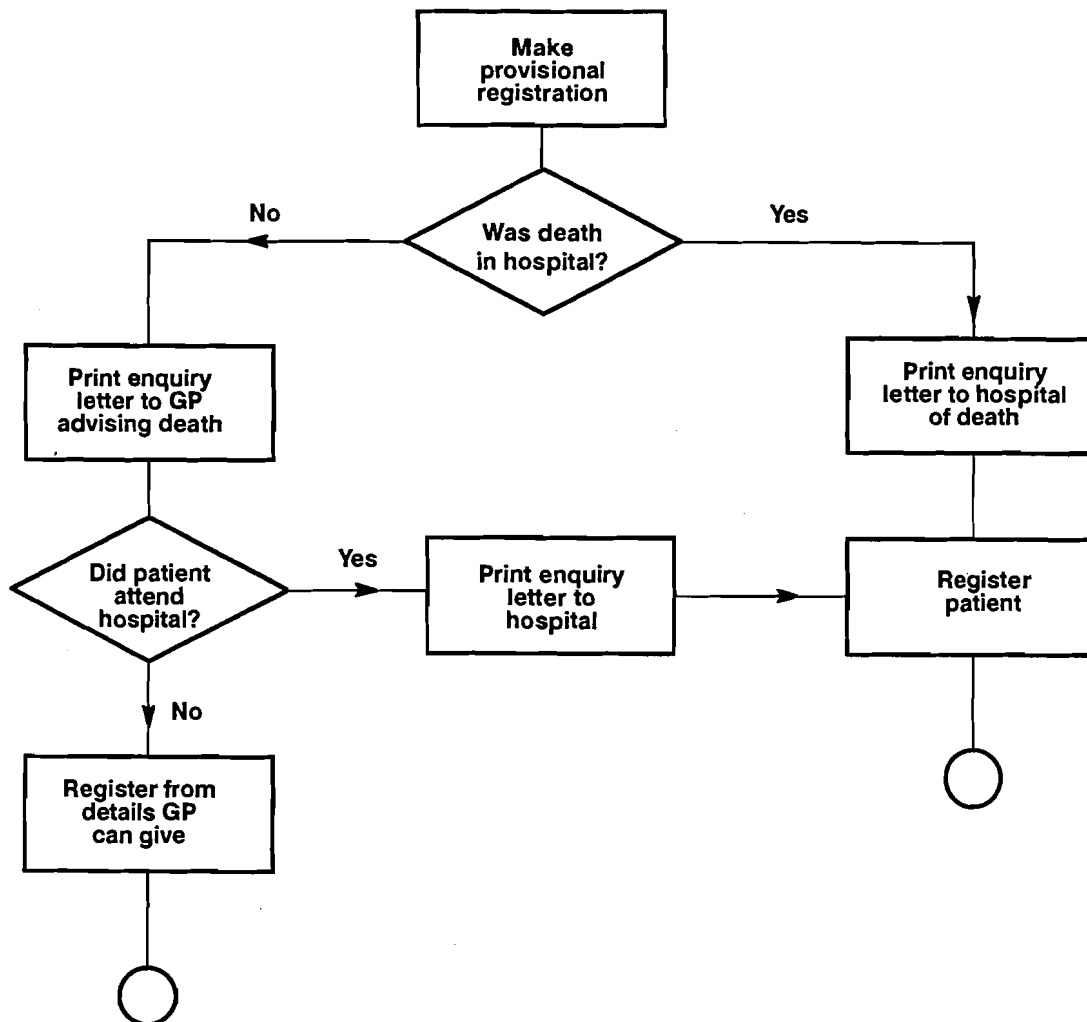 Make
provisional
registration
No
Yes
Was death
in hospital?
Print enquiry
letter to GP
advising death
Print enquiry
letter to hospital
of death
Did patient
attend
hospital?
Yes
Print enquiry
letter to
hospital
Register
patient
No
Register from
details GP
can give